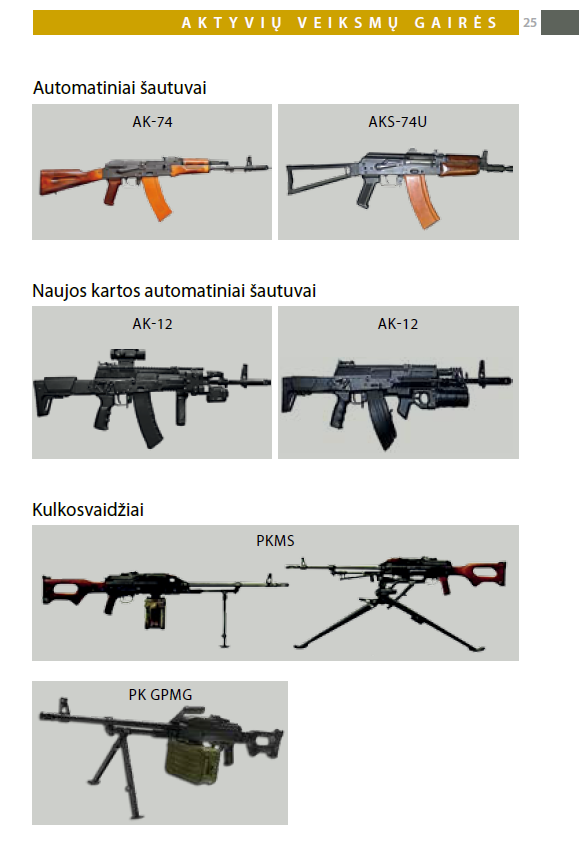 AKTYVIŲ VEIKSMŲ GAIRĖS 25
Automatiniai šautuvai
AK-74 AKS-74U
Naujos kartos automatiniai šautuvai
AK-12 AK-12
Kulkosvaidžiai
PKMS
PK GPMG